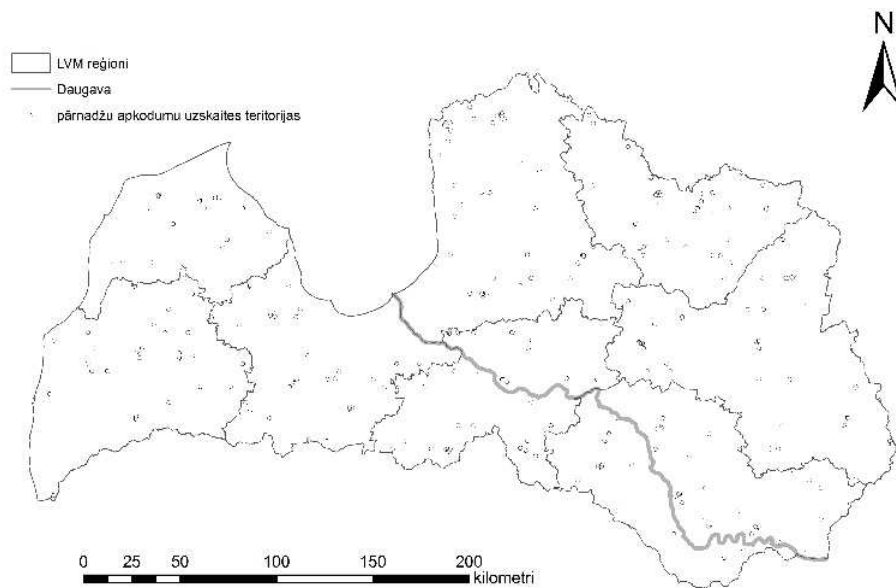 N
LVM reģioni
Daugava
pārnadžu apkodumu uzskaites teritorijas
0 25 50 100 150 200
kilometri